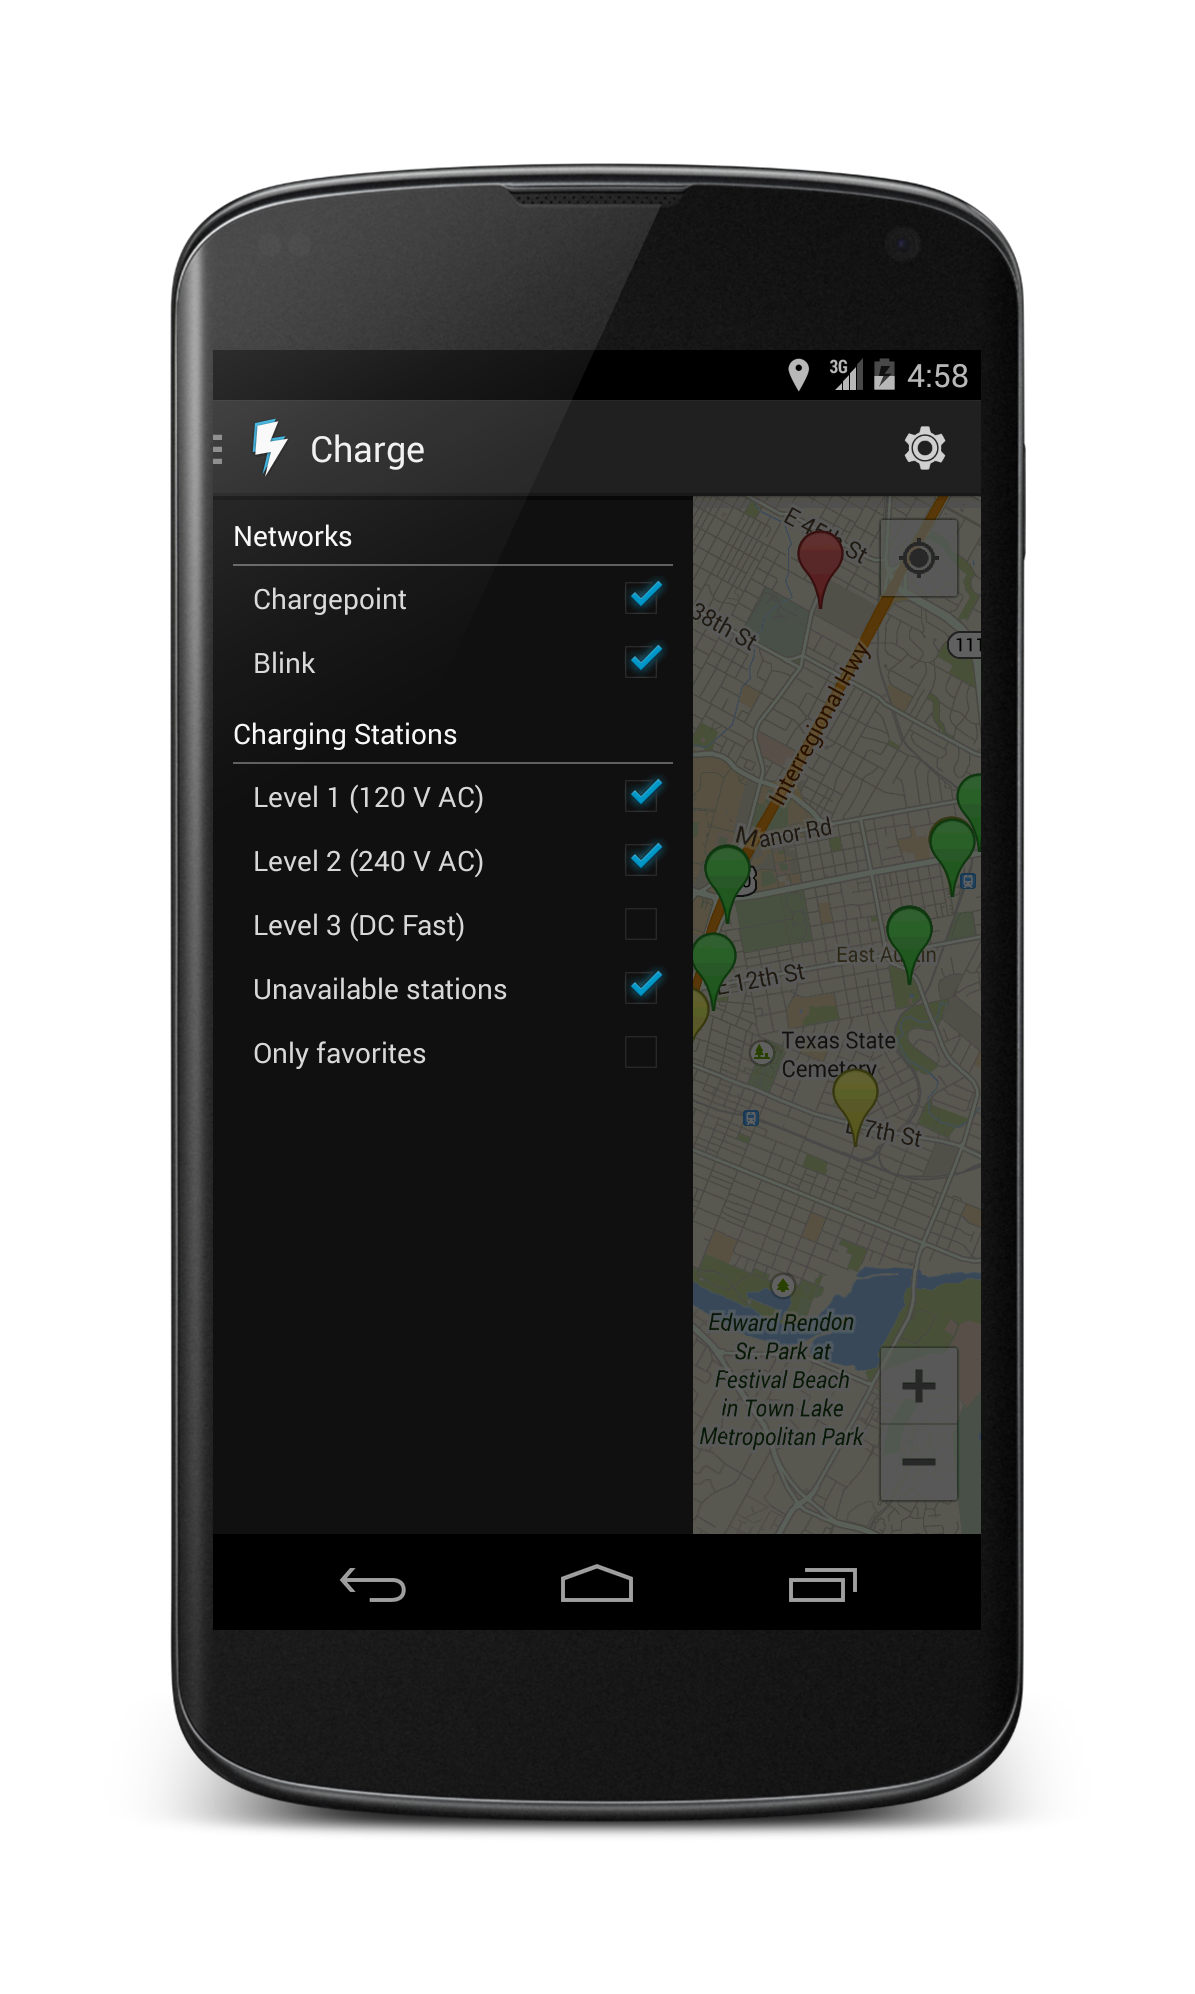 3G
4:58
Charge
Networks
Chargepoint
Blink
Charging Stations
Level 1 (120 V AC)
Level 2 (240 V AC)
Level 3 (DC Fast)
Unavailable stations
Only favorites
E 45th St
38th St
111
Interregional Hwy
Manor Rd
East Austin
E 12th St
Texas State
Cemetery
E 7th St
Edward Rendon
Sr. Park at
Festival Beach
in Town Lake
Metropolitan Park